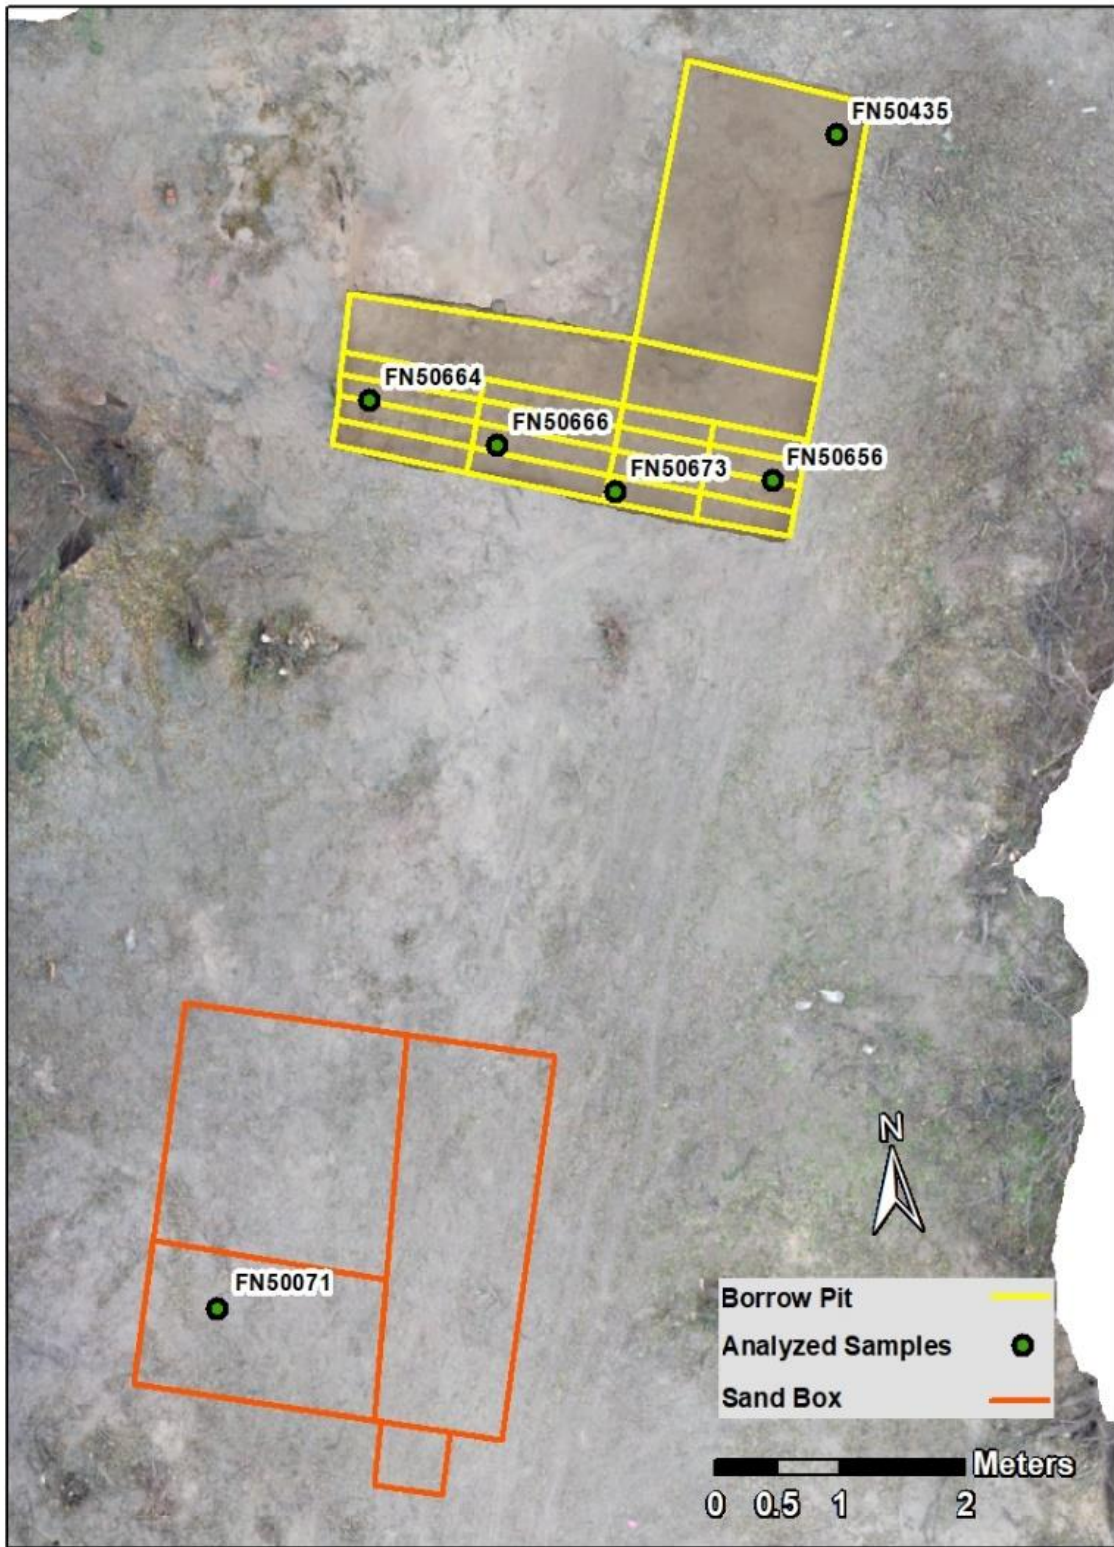 FN50435
FN50664
FN50666
FN50673
FN50656
FN50071
N
Borrow Pit
Analyzed Samples
Sand Box
Meters
0 0.5 1 2